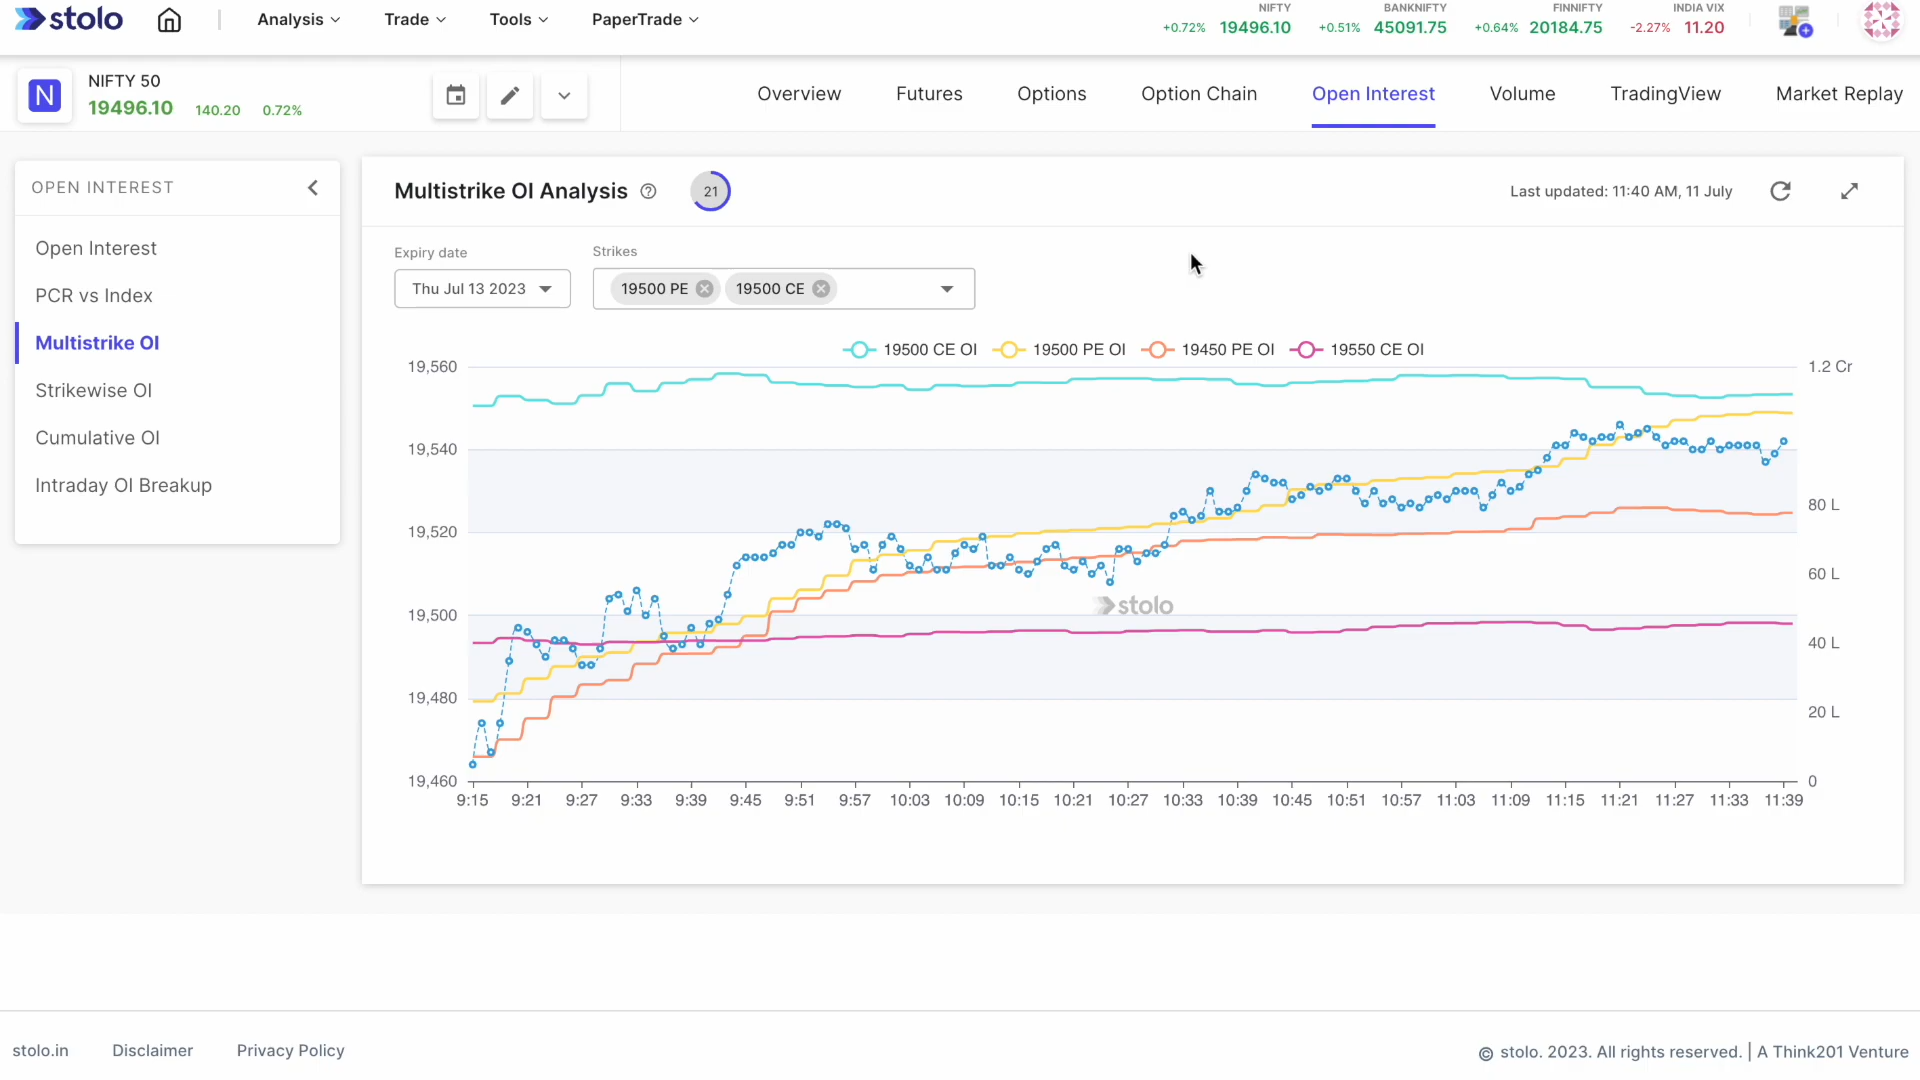 stolo
Analysis
Trade
Tools
PaperTrade
NIFTY
+0.72% 19496.10
BANKNIFTY
+0.51% 45091.75
FINNIFTY
+0.64% 20184.75
INDIA VIX
-2.27% 11.20
N
NIFTY 50
19496.10 140.20 0.72%
Overview
Futures
Options
Option Chain
Open Interest
Volume
TradingView
Market Replay
OPEN INTEREST
Open Interest
PCR vs Index
Multistrike OI
Strikewise OI
Cumulative OI
Intraday OI Breakup
Multistrike OI Analysis ? 21
Last updated: 11:40 AM, 11 July
Expiry date
Thu Jul 13 2023
Strikes
19500 PE 19500 CE
19500 CE OI 19500 PE OI 19450 PE OI 19550 CE OI
19,560
19,540
19,520
19,500
19,480
19,460
1.2 Cr
80 L
60 L
40 L
20 L
0
stolo
9:15 9:21 9:27 9:33 9:39 9:45 9:51 9:57 10:03 10:09 10:15 10:21 10:27 10:33 10:39 10:45 10:51 10:57 11:03 11:09 11:15 11:21 11:27 11:33 11:39
stolo.in
Disclaimer
Privacy Policy
© stolo. 2023. All rights reserved. | A Think201 Venture